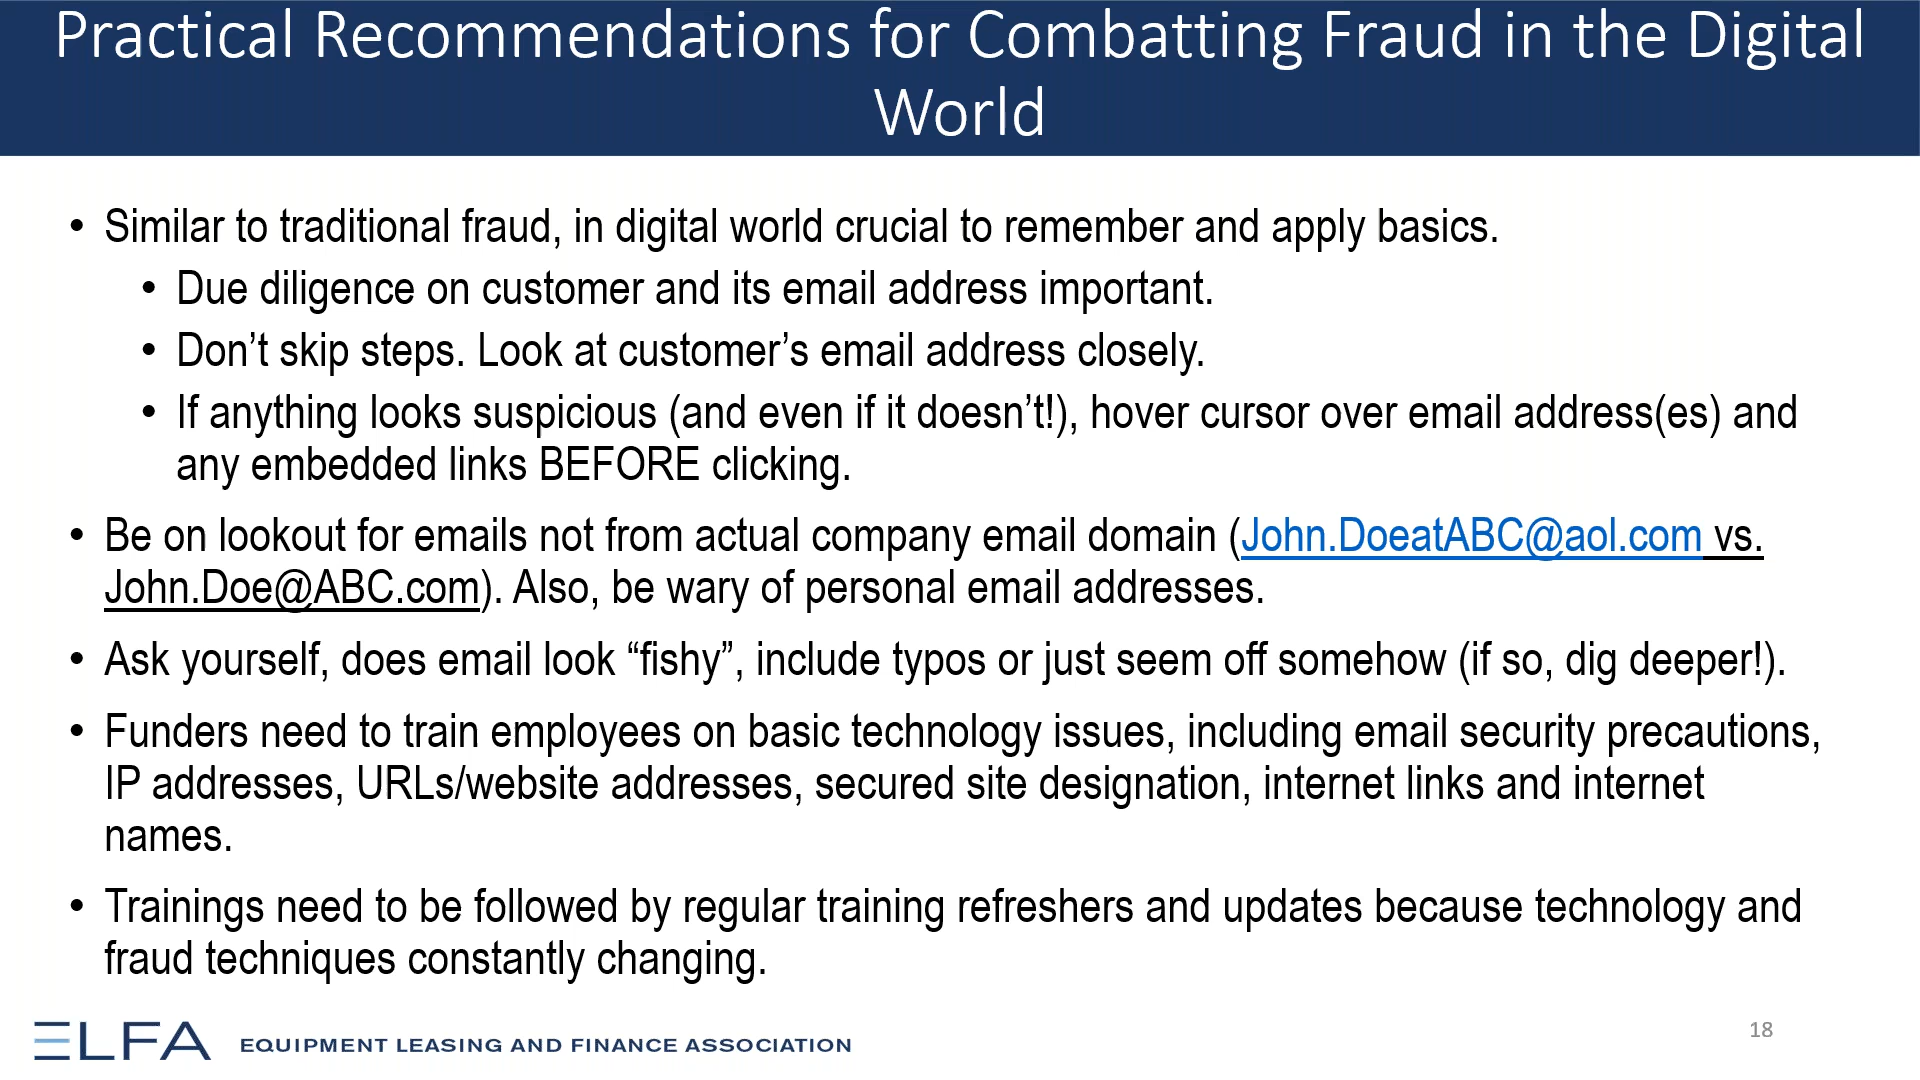 Practical Recommendations for Combatting Fraud in the Digital
World
• Similar to traditional fraud, in digital world crucial to remember and apply basics.
• Due diligence on customer and its email address important.
• Don’t skip steps. Look at customer’s email address closely.
• If anything looks suspicious (and even if it doesn’t!), hover cursor over email address(es) and
any embedded links BEFORE clicking.
• Be on lookout for emails not from actual company email domain (John.DoeatABC@aol.com vs.
John.Doe@ABC.com). Also, be wary of personal email addresses.
• Ask yourself, does email look “fishy”, include typos or just seem off somehow (if so, dig deeper!).
• Funders need to train employees on basic technology issues, including email security precautions,
IP addresses, URLs/website addresses, secured site designation, internet links and internet
names.
• Trainings need to be followed by regular training refreshers and updates because technology and
fraud techniques constantly changing.
ELFA EQUIPMENT LEASING AND FINANCE ASSOCIATION
18